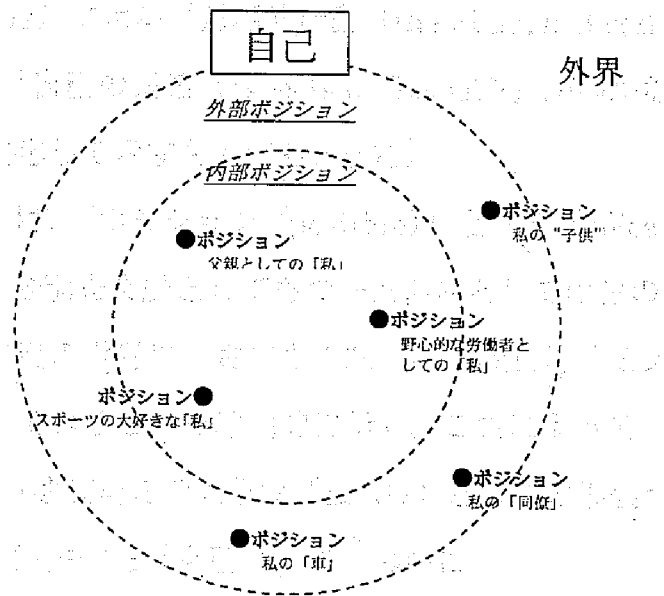 自己
外界
外部ポジション
内部ポジション
ポジション
私の "子供"
ポジション
父親としての「私」
ポジション
野心的な労働者と
しての「私」
ポジション
スポーツの大好きな「私」
ポジション
私の「同僚」
ポジション
私の「車」